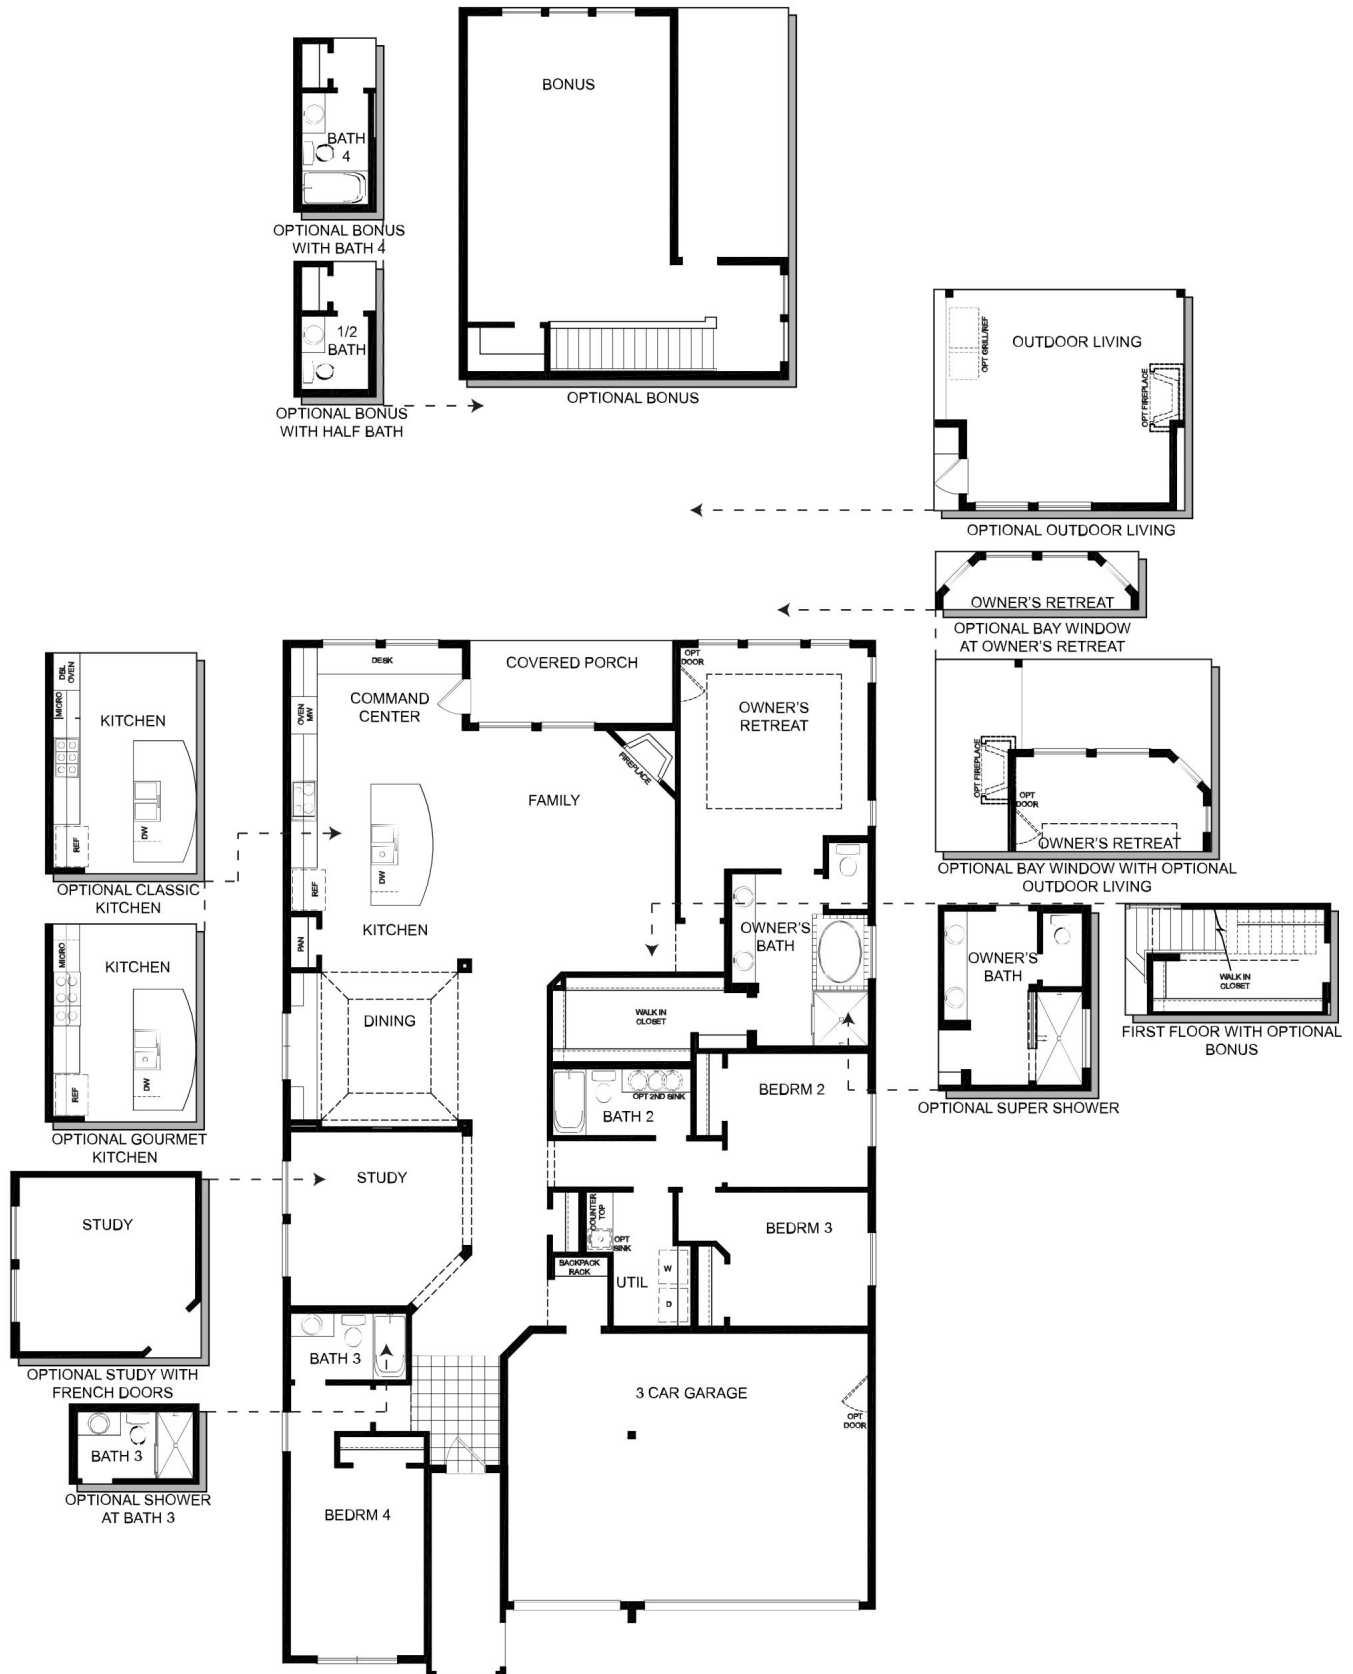 BONUS
BATH
4
OPTIONAL BONUS
WITH BATH 4
1/2
BATH
OPTIONAL BONUS
WITH HALF BATH
OPTIONAL BONUS
OUTDOOR LIVING
OPT GRILL/REF
OPT FIREPLACE
OPTIONAL OUTDOOR LIVING
OWNER'S RETREAT
OPTIONAL BAY WINDOW
AT OWNER'S RETREAT
OPT FIREPLACE
OPT
DOOR
OWNER'S RETREAT
OPTIONAL BAY WINDOW WITH OPTIONAL
OUTDOOR LIVING
DBL
OVEN
MICRO
KITCHEN
DW
REF
OPTIONAL CLASSIC
KITCHEN
MICRO
KITCHEN
DW
REF
OPTIONAL GOURMET
KITCHEN
DESK
COVERED PORCH
OPT
DOOR
COMMAND
CENTER
OVEN
MW
OWNER'S
RETREAT
FIREPLACE
FAMILY
DW
REF
KITCHEN
PAN
OWNER'S
BATH
DINING
WALK IN
CLOSET
OWNER'S
BATH
OPTIONAL SUPER SHOWER
WALK IN
CLOSET
FIRST FLOOR WITH OPTIONAL
BONUS
BEDRM 2
OPT 2ND SINK
BATH 2
STUDY
STUDY
OPTIONAL STUDY WITH
FRENCH DOORS
COUNTER
TOP
OPT
SINK
BEDRM 3
BACKPACK
RACK
UTIL
W
D
BATH 3
3 CAR GARAGE
OPT
DOOR
BATH 3
OPTIONAL SHOWER
AT BATH 3
BEDRM 4